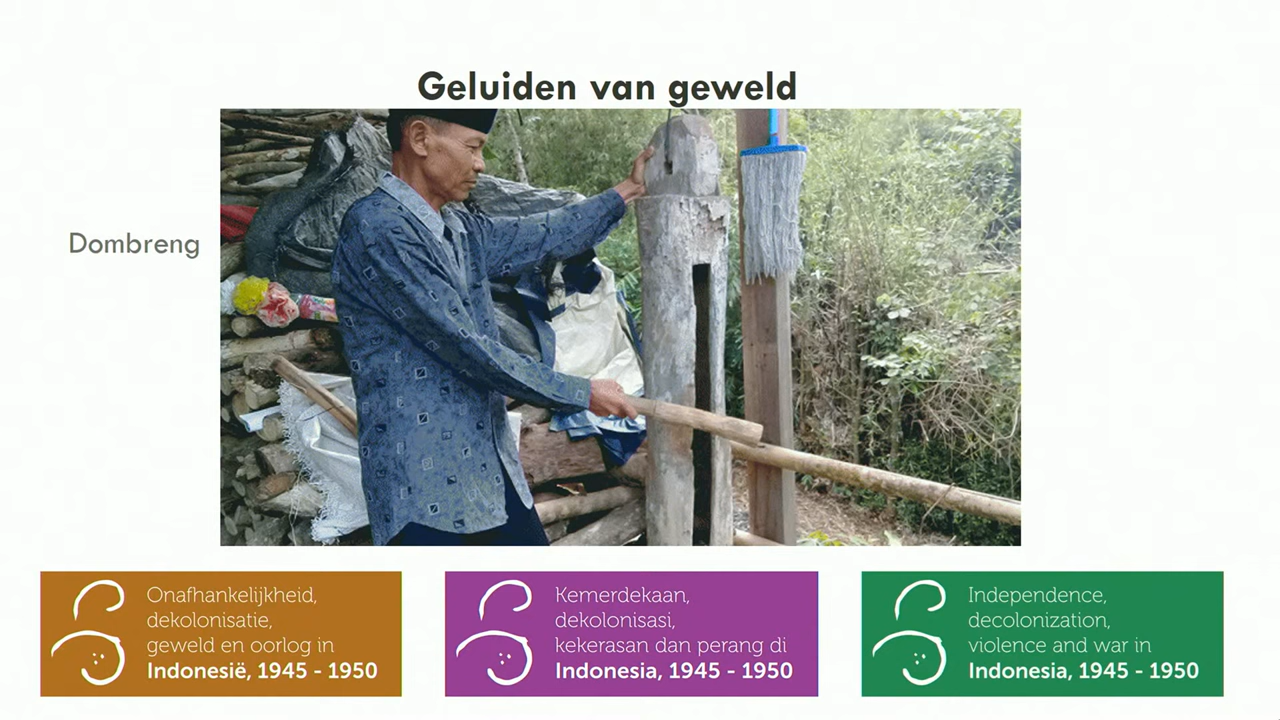 Geluiden van geweld
Dombreng
Onafhankelijkheid,
dekolonisatie,
geweld en oorlog in
Indonesië, 1945 - 1950
Kemerdekaan,
dekolonisasi,
kekerasan dan perang di
Indonesia, 1945 - 1950
Independence,
decolonization,
violence and war in
Indonesia, 1945 - 1950